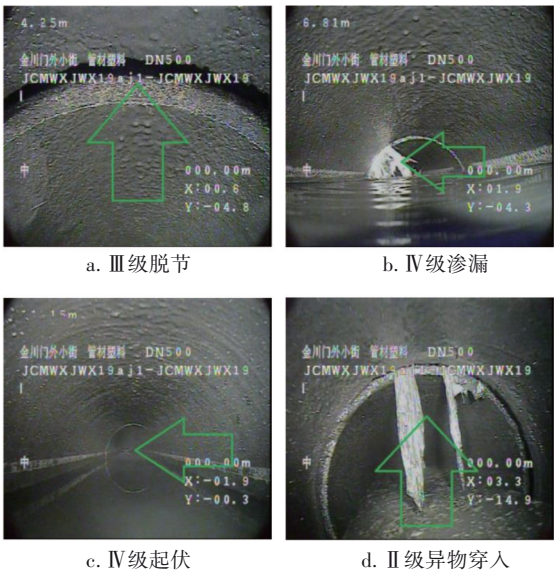 4.25m
金川门外小街 管材塑料 DN500
JCMWXJWX19aj1-JCMWXJWX19
中
000.00m
X:00.6
Y:-04.8
a. Ⅲ级脱节
6.81m
金川门外小街 管材塑料 DN500
JCMWXJWX19aj1-JCMWXJWX19
中
000.00m
X:01.9
Y:-04.3
b. Ⅳ级渗漏
金川门外小街 管材塑料 DN500
JCMWXJWX19aj1-JCMWXJWX19
中
000.00m
X:-01.9
Y:-00.3
c. Ⅳ级起伏
金川门外小街 管材塑料 DN500
JCMWXJWX19aj1-JCMWXJWX19
中
000.00m
X:03.3
Y:-14.9
d. Ⅱ级异物穿入